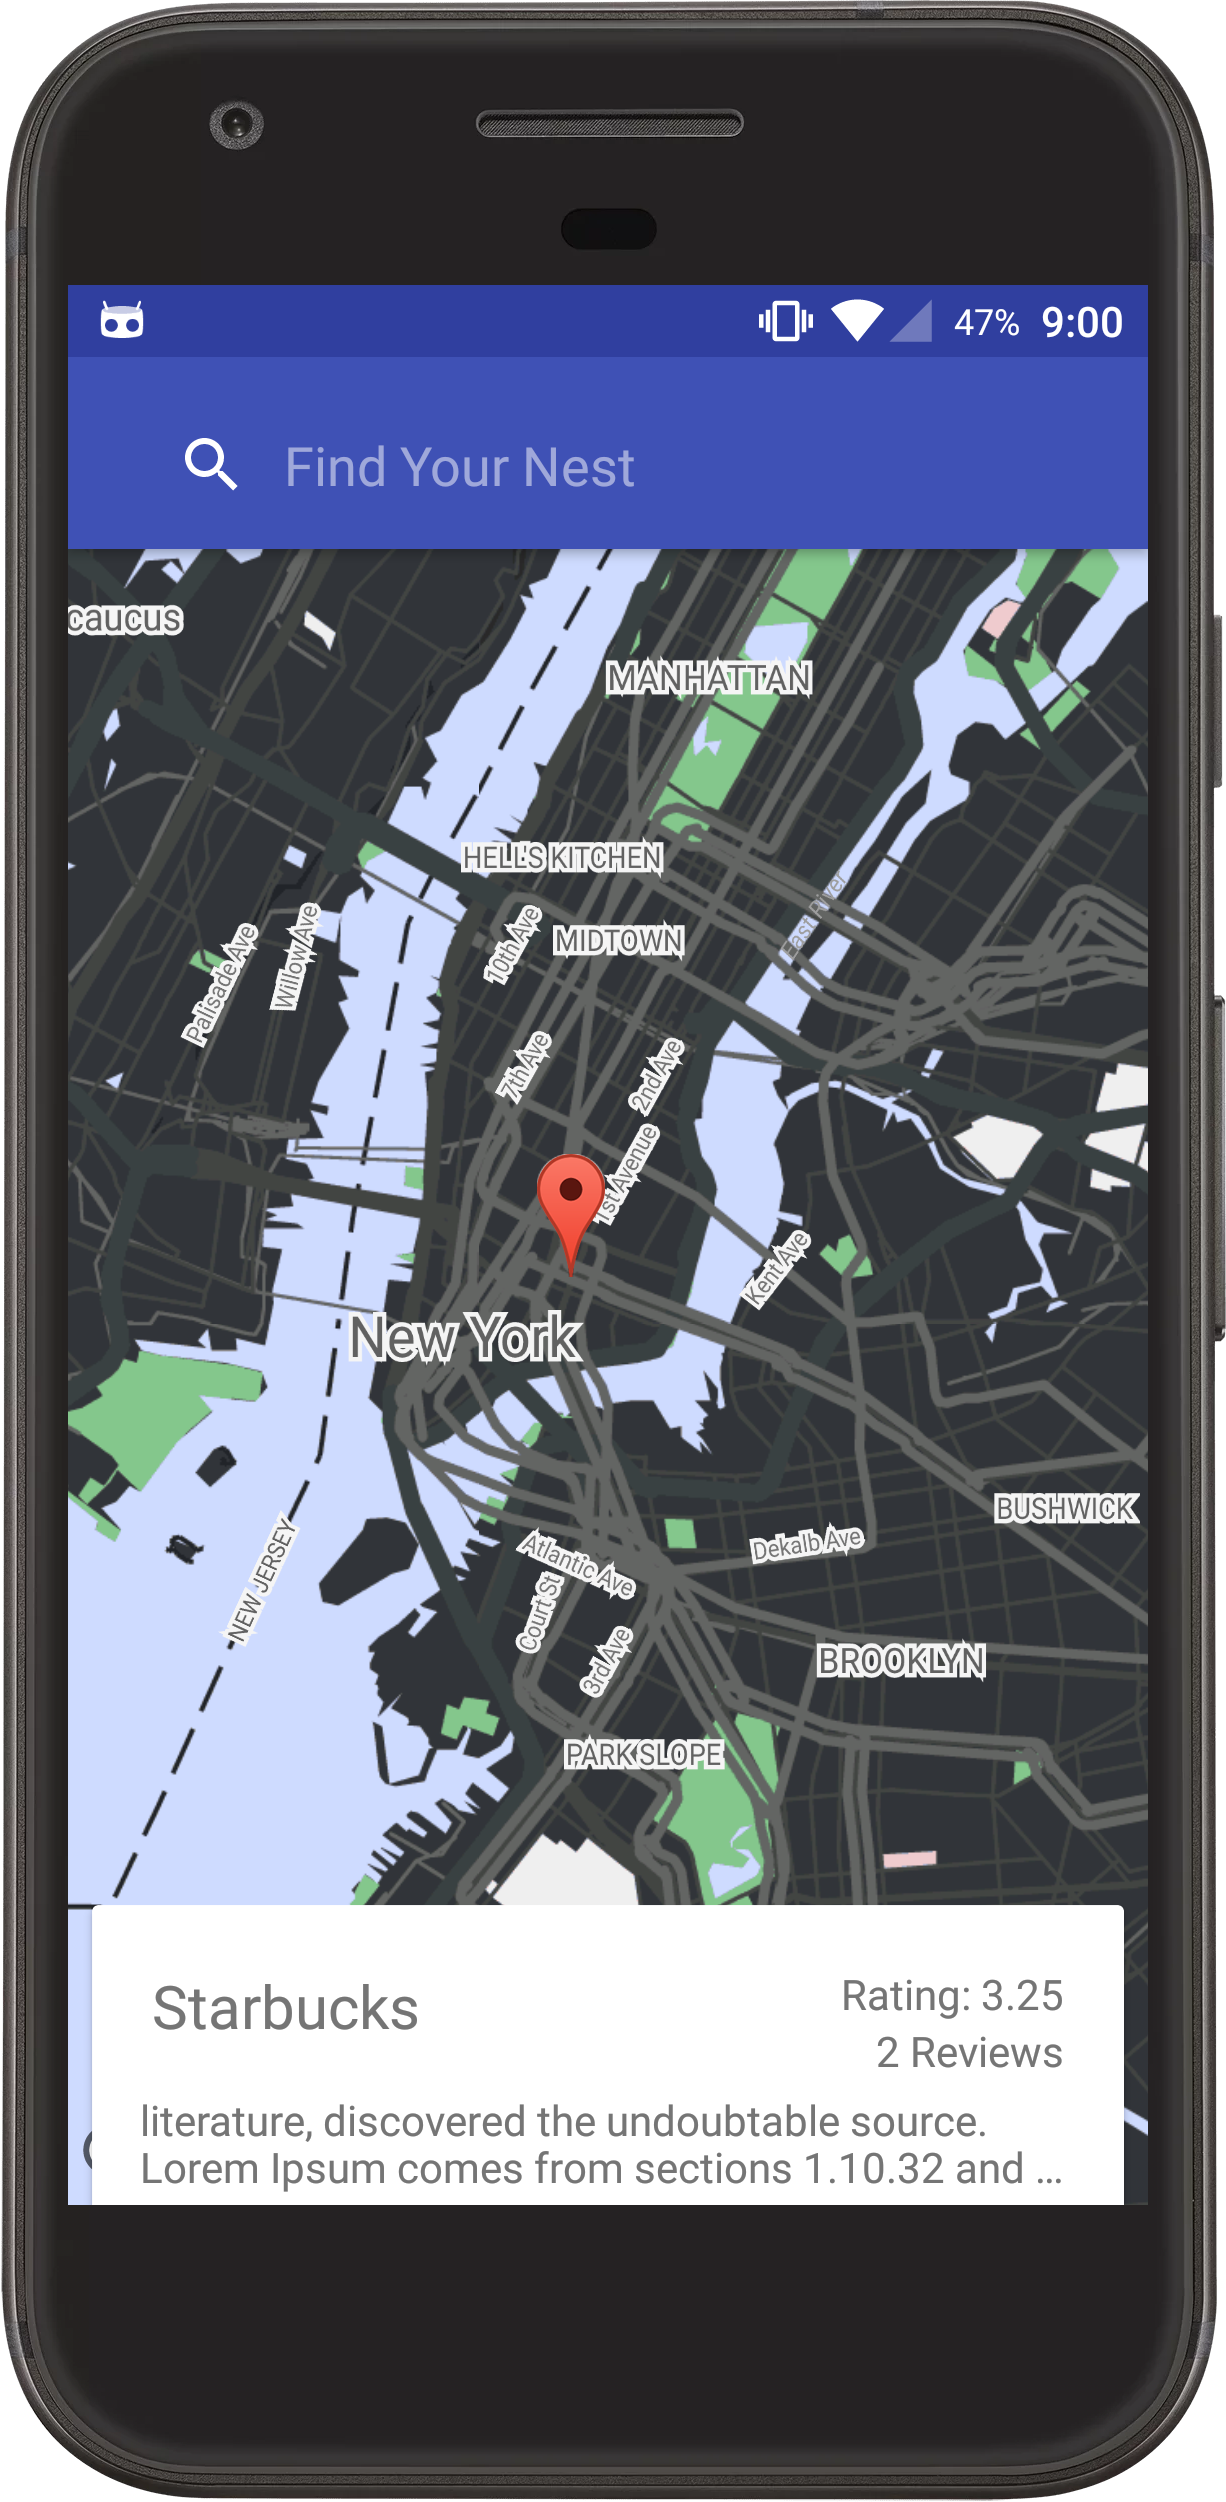 47% 9:00
Find Your Nest
caucus
MANHATTAN
HELL'S KITCHEN
MIDTOWN
10th Ave
Palisade Ave
Willow Ave
East River
7th Ave
2nd Ave
1st Avenue
Kent Ave
New York
BUSHWICK
NEW JERSEY
Dekalb Ave
Atlantic Ave
Court St
3rd Ave
BROOKLYN
PARK SLOPE
Starbucks
Rating: 3.25
2 Reviews
literature, discovered the undoubtable source.
Lorem Ipsum comes from sections 1.10.32 and ...